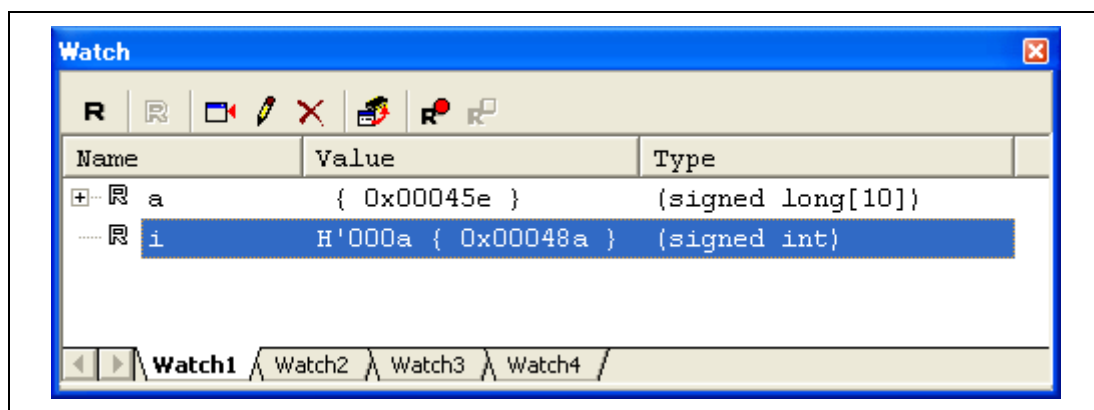 Watch
R R R R
Name Value Type
R a { 0x00045e } (signed long[10])
R i H'000a { 0x00048a } (signed int)
Watch1 Watch2 Watch3 Watch4